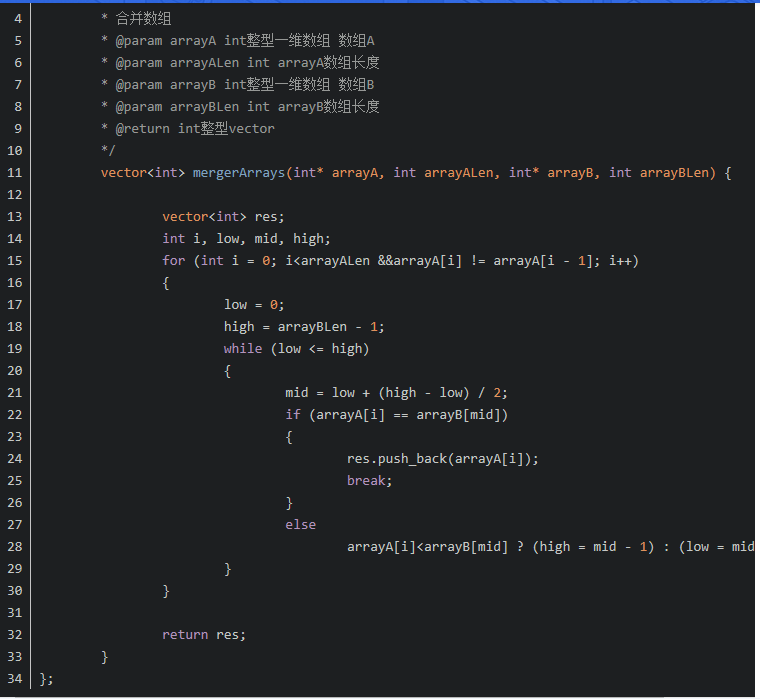 4 * 合并数组
5 * @param arrayA int整型一维数组 数组A
6 * @param arrayALen int arrayA数组长度
7 * @param arrayB int整型一维数组 数组B
8 * @param arrayBLen int arrayB数组长度
9 * @return int整型vector
10 */
11 vector<int> mergerArrays(int* arrayA, int arrayALen, int* arrayB, int arrayBLen) {
12
13 vector<int> res;
14 int i, low, mid, high;
15 for (int i = 0; i<arrayALen &&arrayA[i] != arrayA[i - 1]; i++)
16 {
17 low = 0;
18 high = arrayBLen - 1;
19 while (low <= high)
20 {
21 mid = low + (high - low) / 2;
22 if (arrayA[i] == arrayB[mid])
23 {
24 res.push_back(arrayA[i]);
25 break;
26 }
27 else
28 arrayA[i]<arrayB[mid] ? (high = mid - 1) : (low = mid
29 }
30 }
31
32 return res;
33 }
34 };